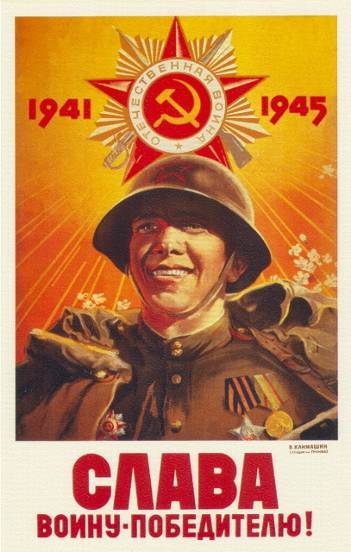 ОТЕЧЕСТВЕННАЯ ВОЙНА
1941
1945
В. КЛИМАШИН
СЛАВА
ВОИНУ-ПОБЕДИТЕЛЮ!